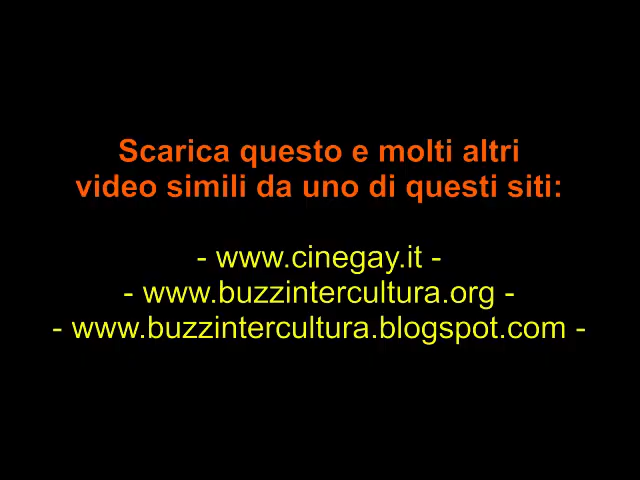 Scarica questo e molti altri
video simili da uno di questi siti:
- www.cinegay.it -
- www.buzzintercultura.org -
- www.buzzintercultura.blogspot.com -